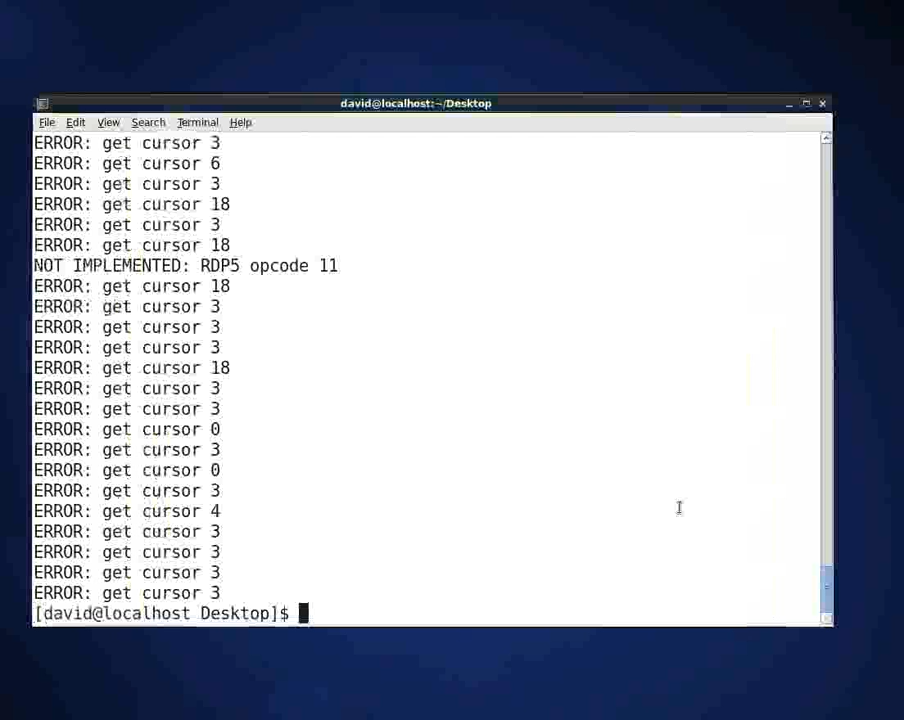 david@localhost:~/Desktop
File Edit View Search Terminal Help
ERROR: get cursor 3
ERROR: get cursor 6
ERROR: get cursor 3
ERROR: get cursor 18
ERROR: get cursor 3
ERROR: get cursor 18
NOT IMPLEMENTED: RDP5 opcode 11
ERROR: get cursor 18
ERROR: get cursor 3
ERROR: get cursor 3
ERROR: get cursor 3
ERROR: get cursor 18
ERROR: get cursor 3
ERROR: get cursor 3
ERROR: get cursor 0
ERROR: get cursor 3
ERROR: get cursor 0
ERROR: get cursor 3
ERROR: get cursor 4
ERROR: get cursor 3
ERROR: get cursor 3
ERROR: get cursor 3
ERROR: get cursor 3
[david@localhost Desktop]$